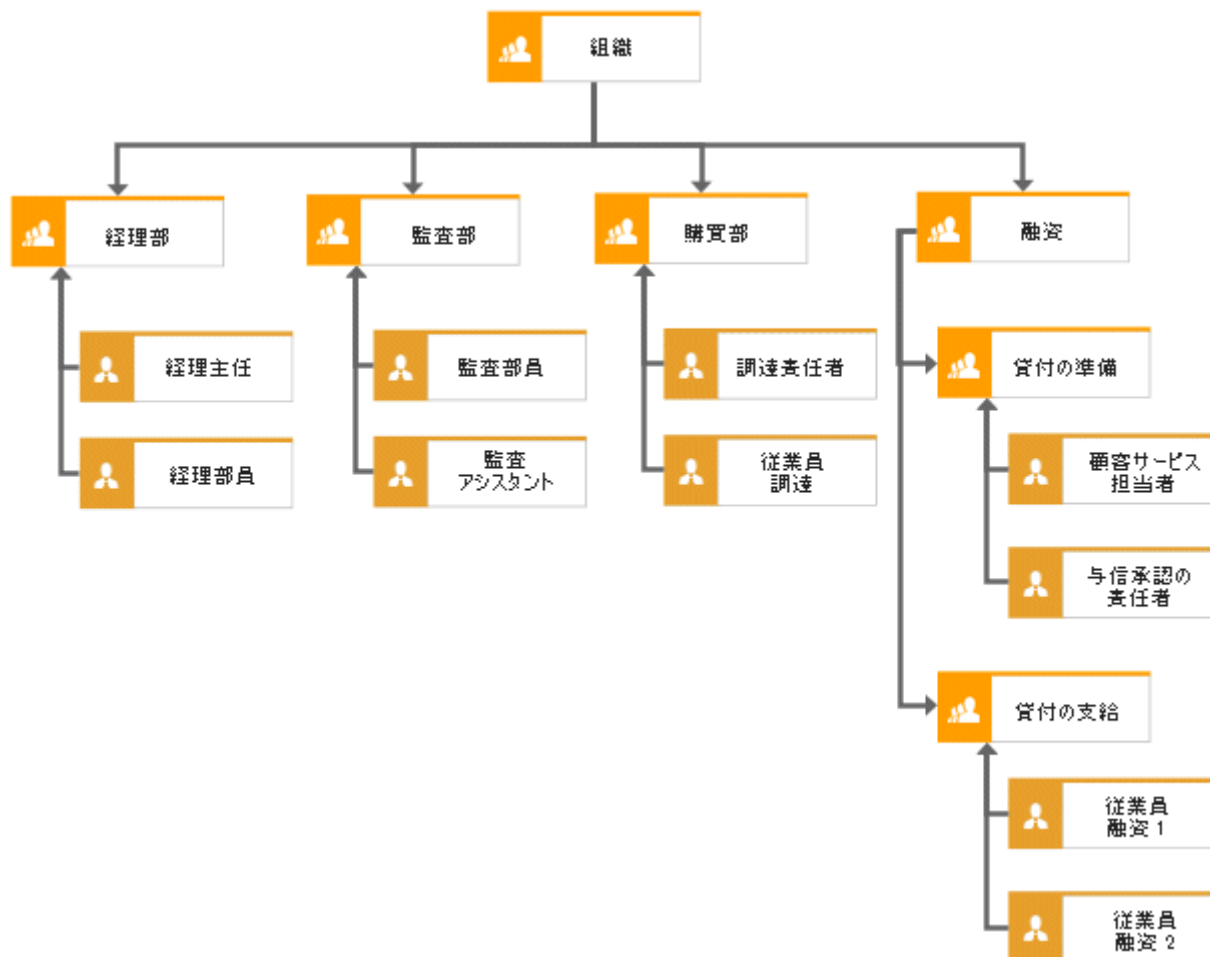 組織
経理部
監査部
購買部
融資
経理主任
監査部員
調達責任者
貸付の準備
経理部員
監査
アシスタント
従業員
調達
顧客サービス
担当者
与信承認の
責任者
貸付の支給
従業員
融資 1
従業員
融資 2